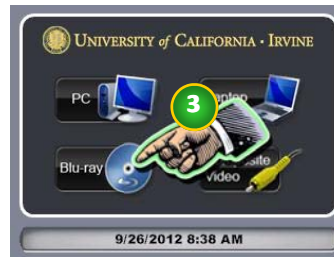 UNIVERSITY of CALIFORNIA · IRVINE
PC
3
Blu-ray
Video
9/26/2012 8:38 AM